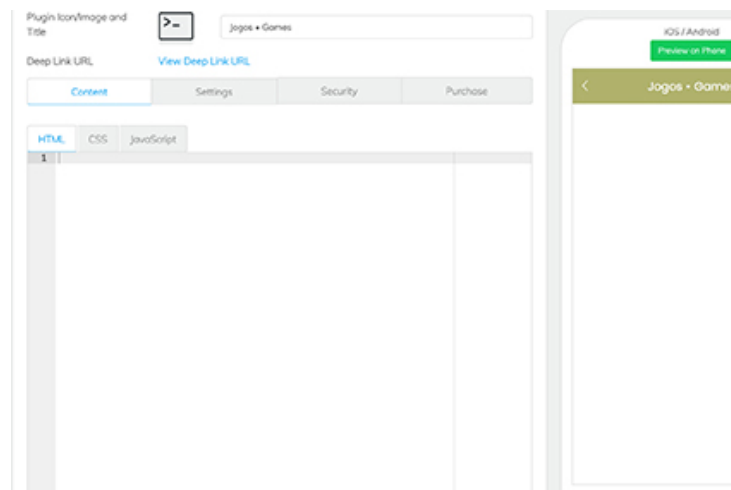 Plugin Icon/Image and
Title
>_
Jogos + Games
Deep Link URL
View Deep Link URL
Content
Settings
Security
Purchase
HTML
CSS
JavaScript
1
iOS / Android
Preview on Phone
Jogos + Games